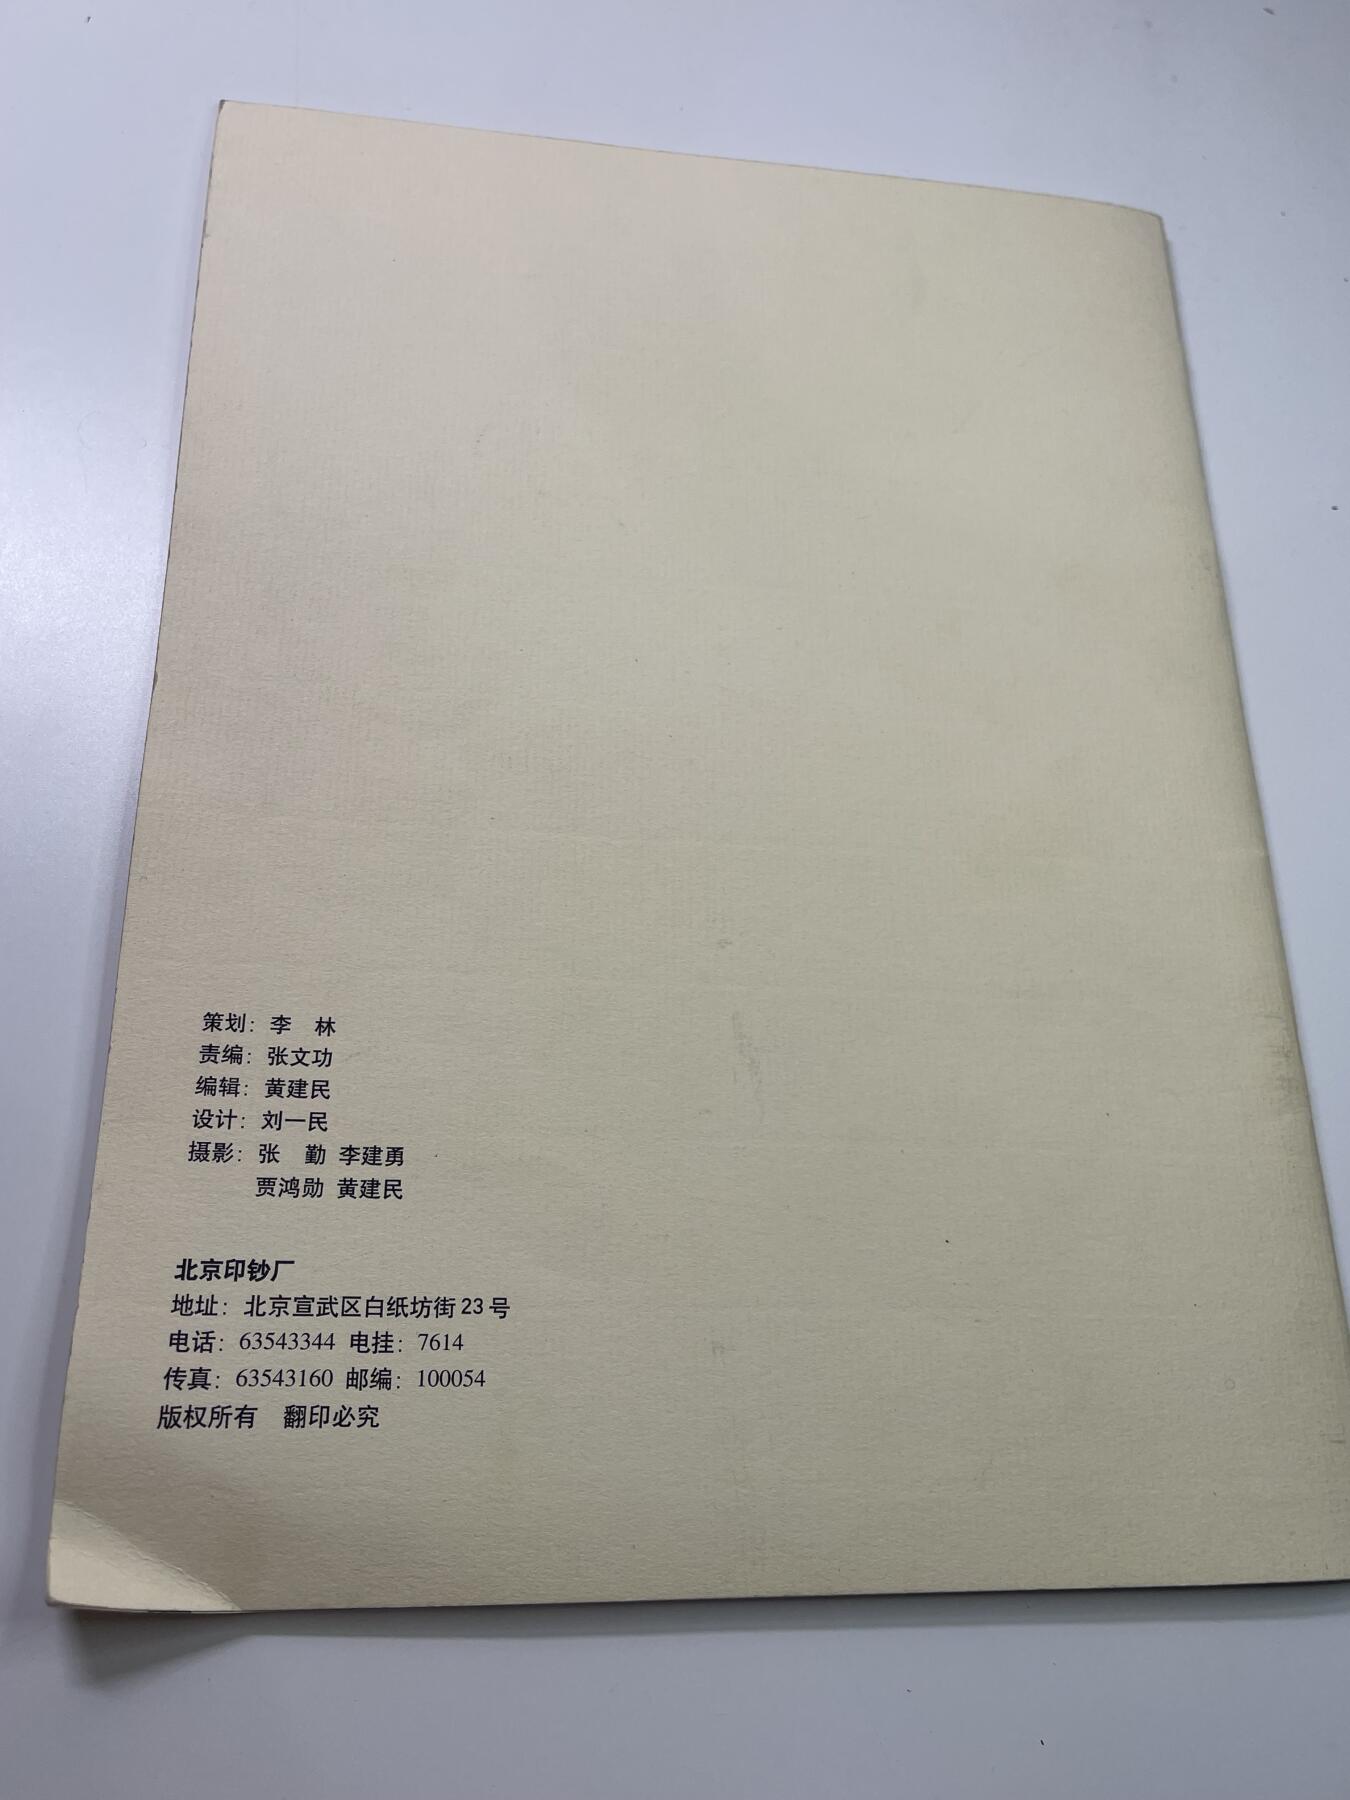 策划：李　林
责编：张文功
编辑：黄建民
设计：刘一民
摄影：张　勤 李建勇
贾鸿勋 黄建民
北京印钞厂
地址：北京宣武区白纸坊街23号
电话：63543344 电挂：7614
传真：63543160 邮编：100054
版权所有　翻印必究